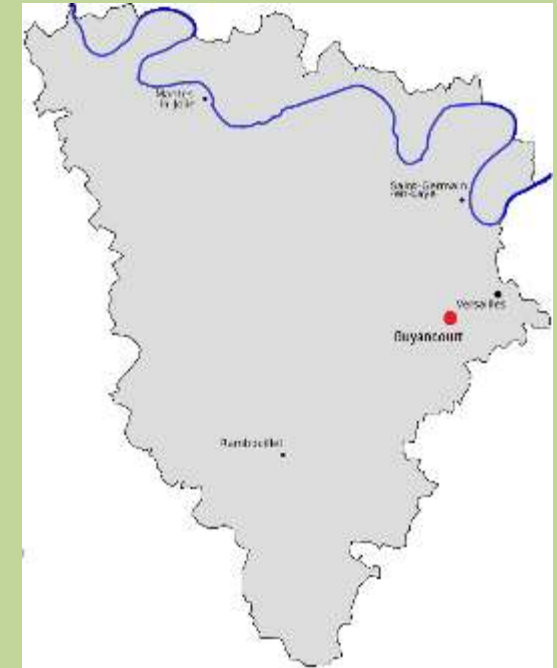 Mantes
la Jolie
Saint-Germain
-en-Laye
Versailles
Guyancourt
Rambouillet